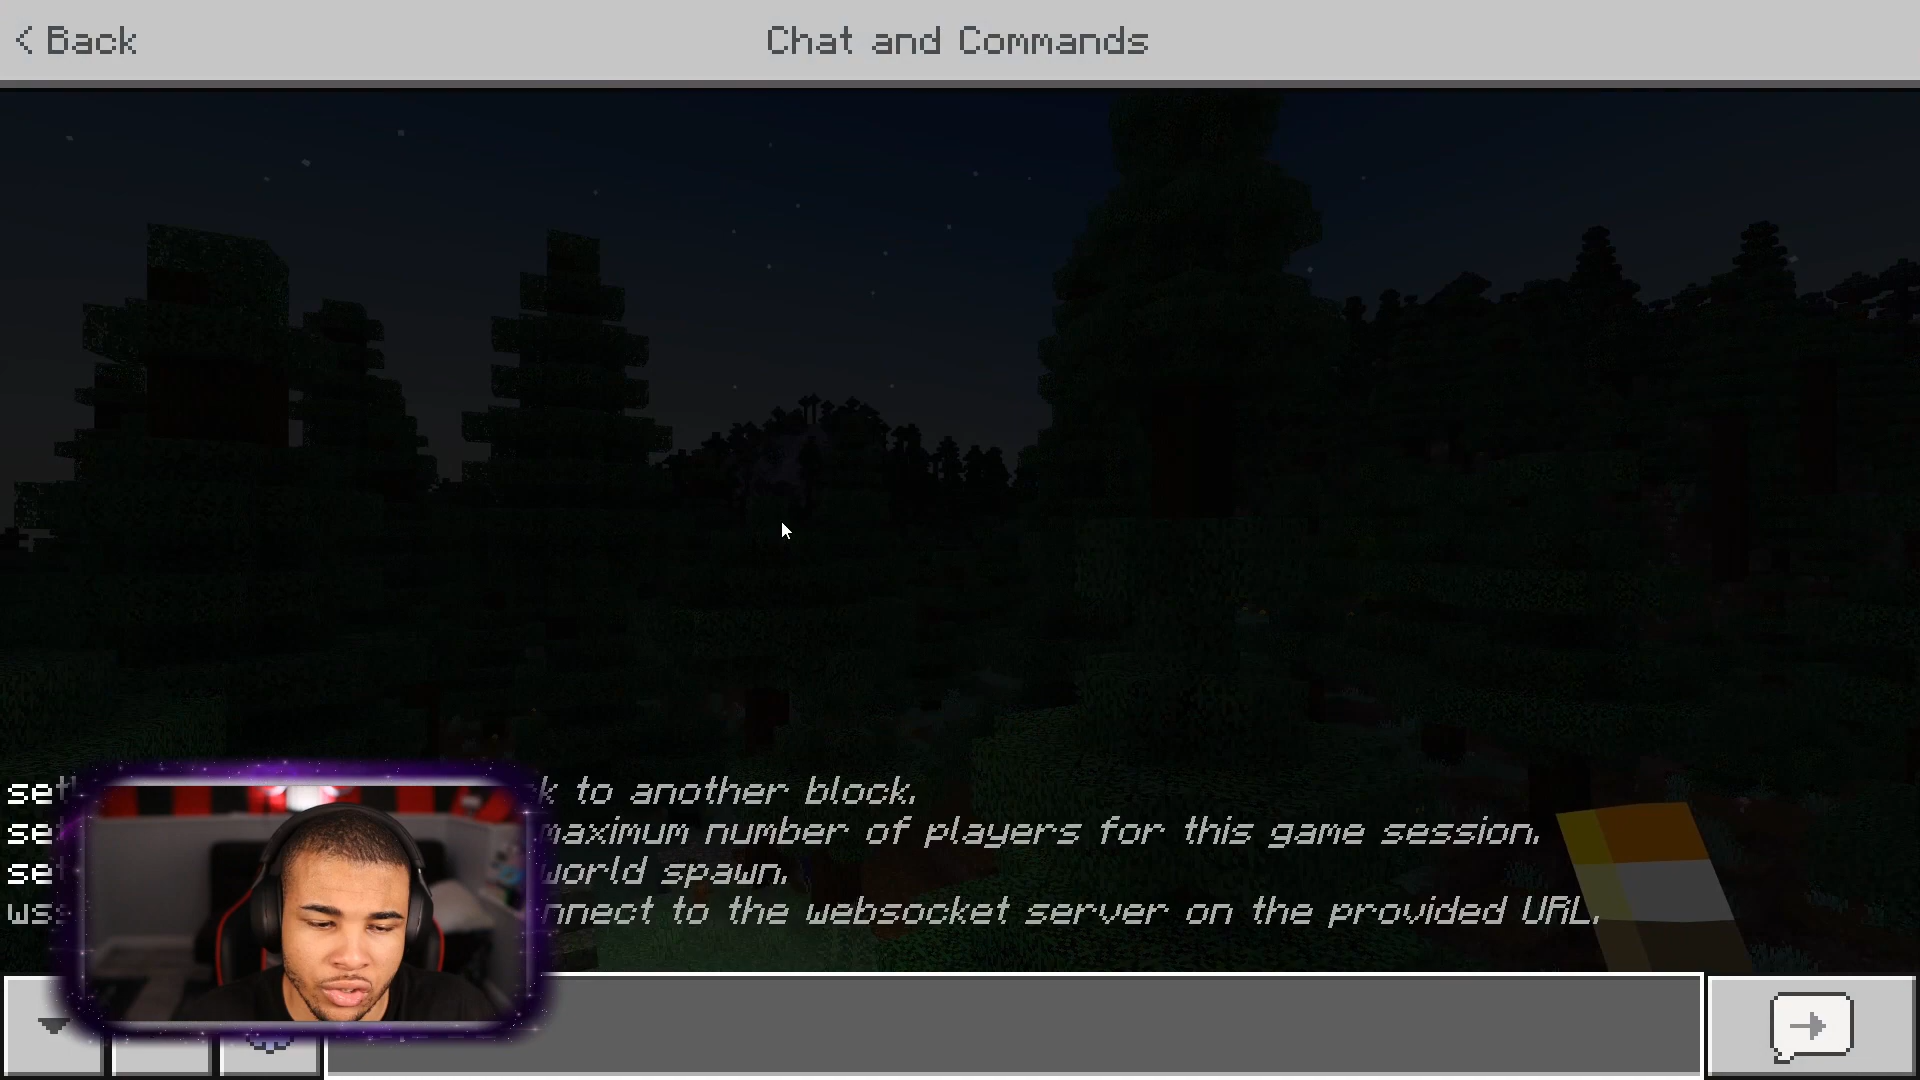 Back
Chat and Commands
set k to another block.
se maximum number of players for this game session.
se world spawn.
ws nnect to the websocket server on the provided URL.